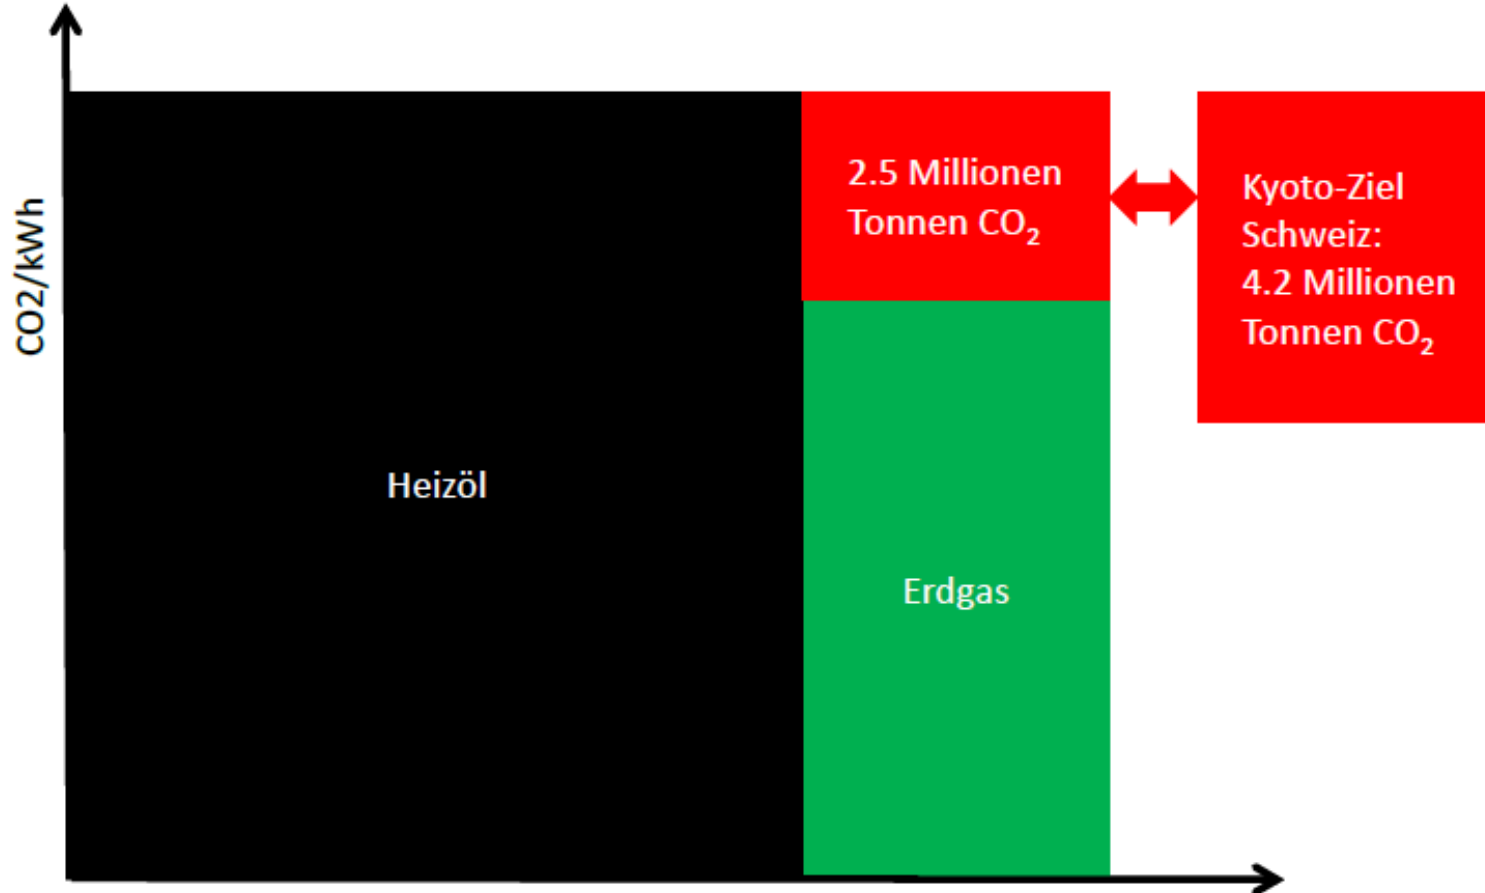 CO2/kWh
Heizöl
2.5 Millionen
Tonnen CO₂
Erdgas
Kyoto-Ziel
Schweiz:
4.2 Millionen
Tonnen CO₂